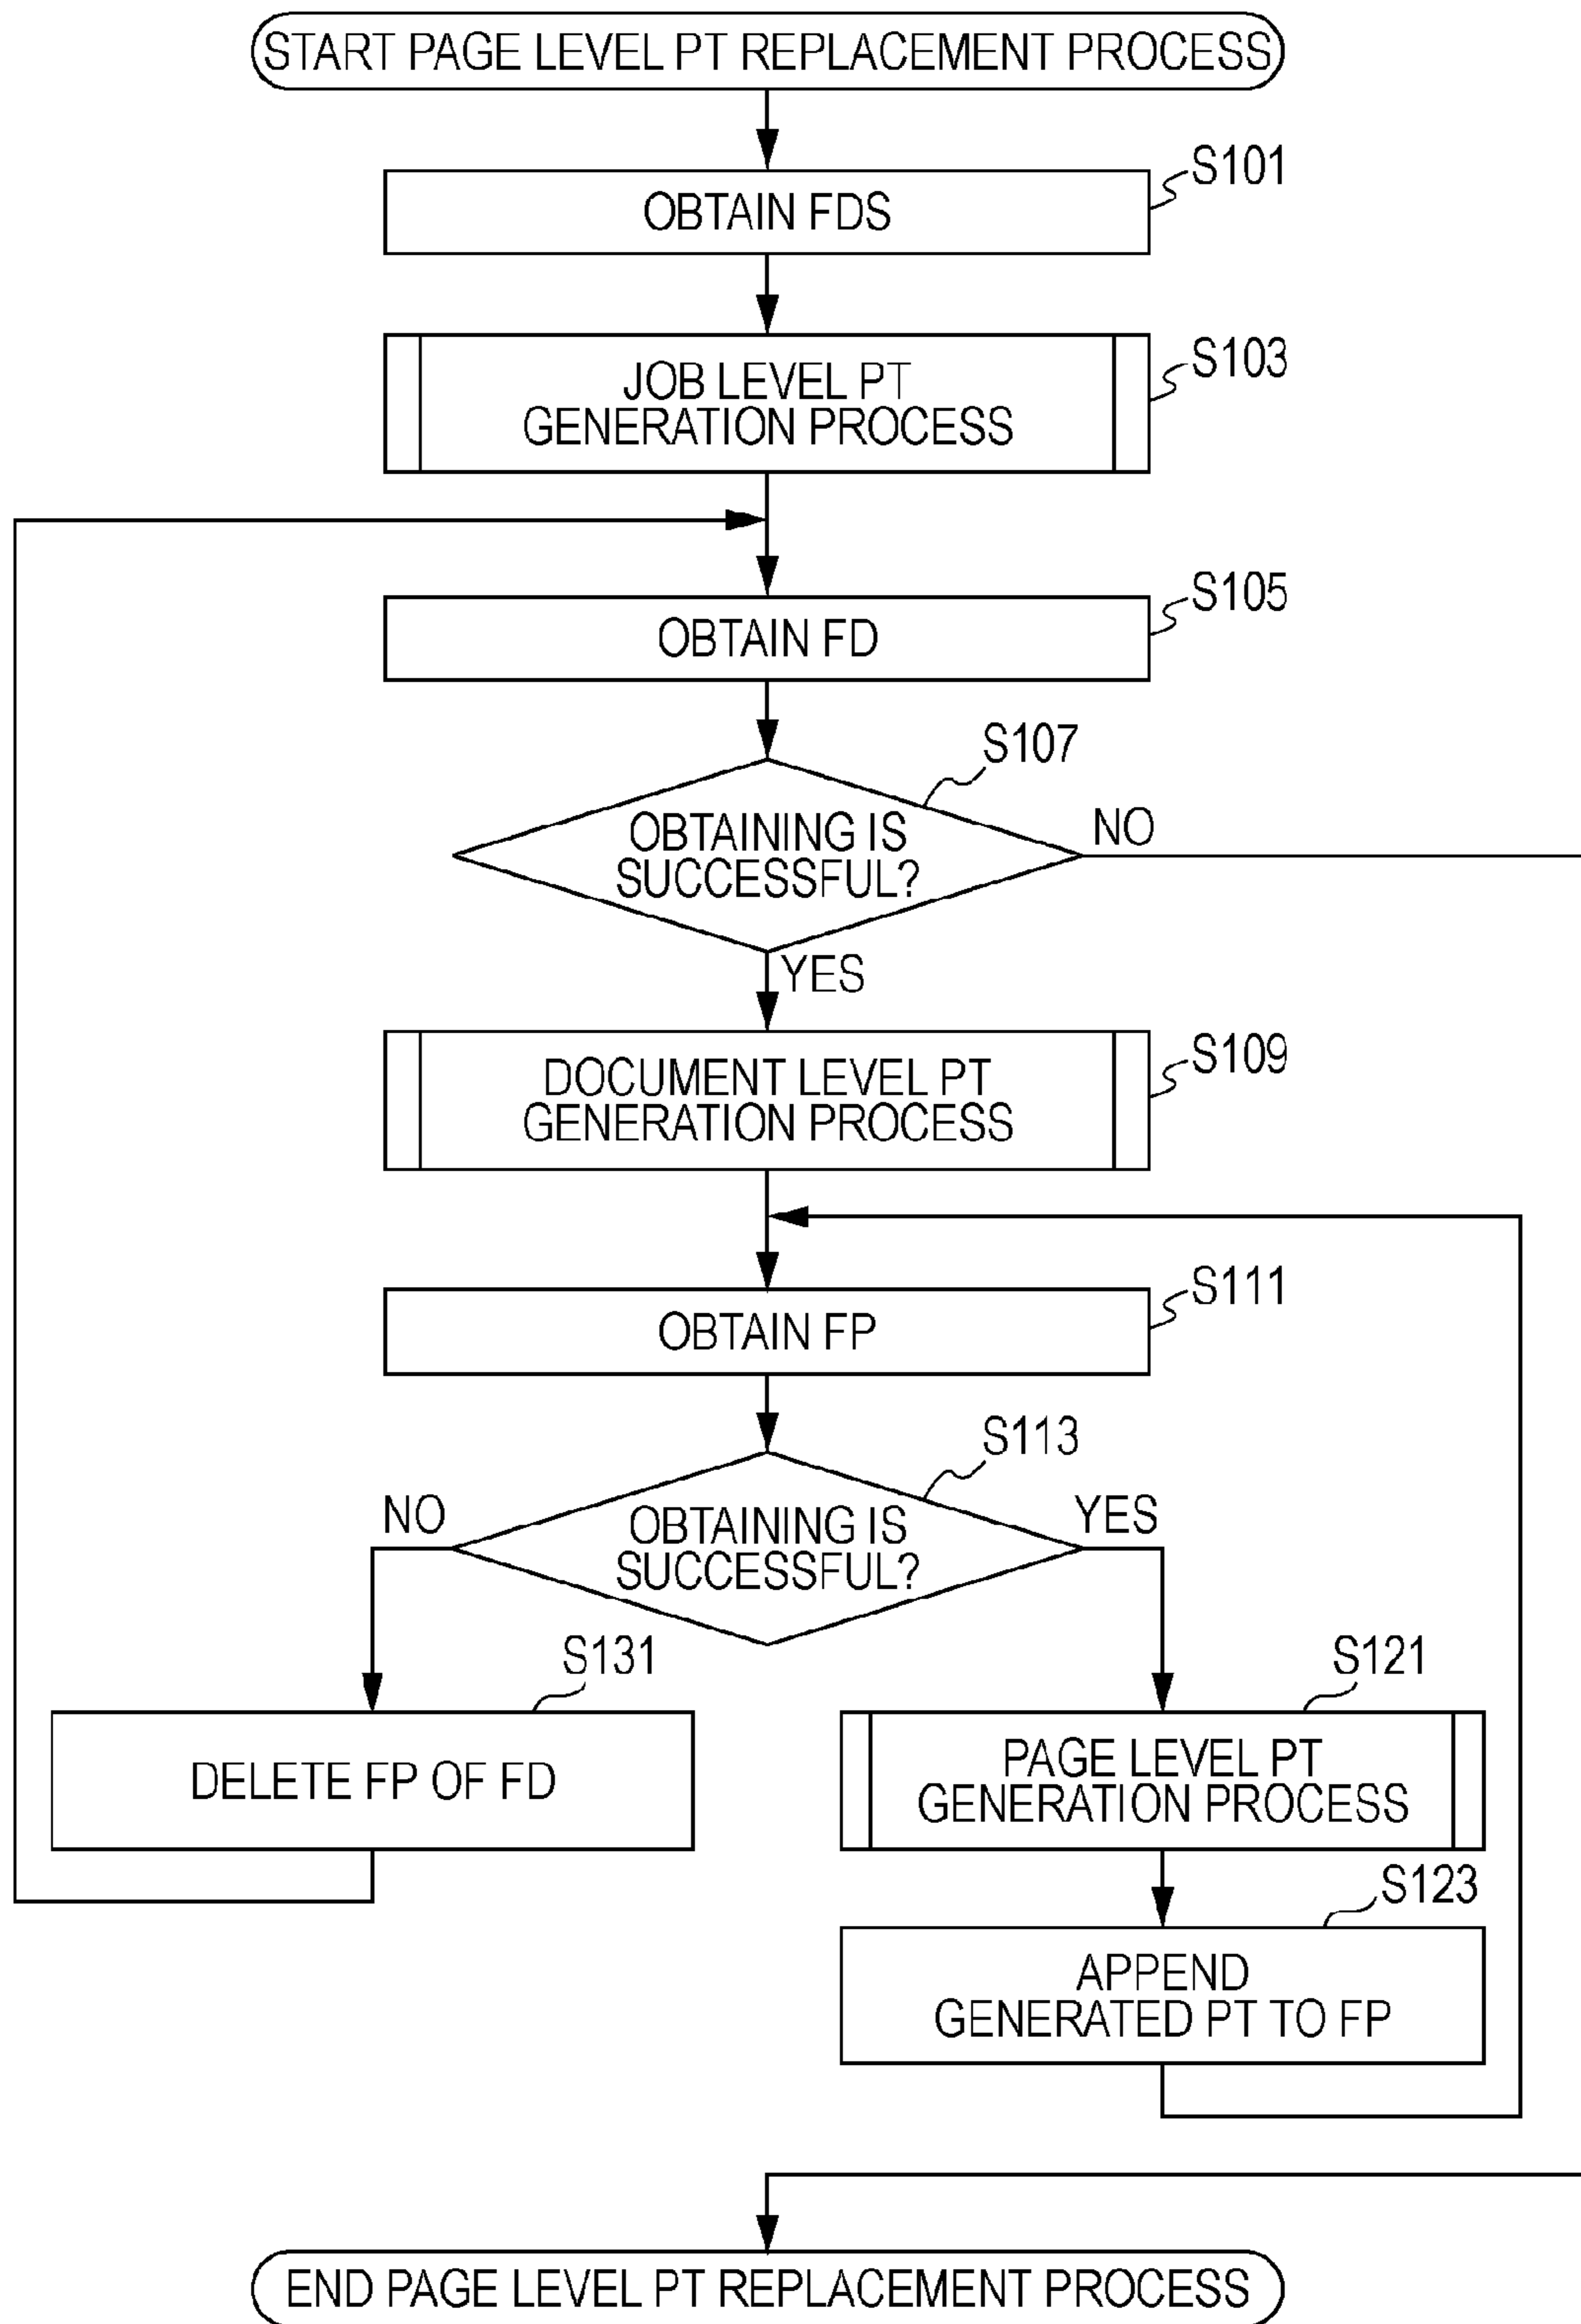 START PAGE LEVEL PT REPLACEMENT PROCESS
S101
OBTAIN FDS
S103
JOB LEVEL PT
GENERATION PROCESS
S105
OBTAIN FD
S107
OBTAINING IS
SUCCESSFUL?
NO
YES
S109
DOCUMENT LEVEL PT
GENERATION PROCESS
S111
OBTAIN FP
S113
NO
OBTAINING IS
SUCCESSFUL?
YES
S131
DELETE FP OF FD
S121
PAGE LEVEL PT
GENERATION PROCESS
S123
APPEND
GENERATED PT TO FP
END PAGE LEVEL PT REPLACEMENT PROCESS